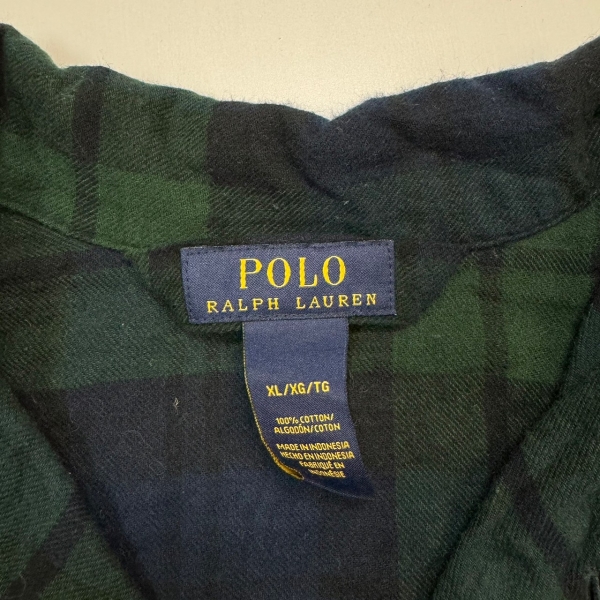 POLO
RALPH LAUREN
XL/XG/TG
100% COTTON/
ALGODÓN/COTON
MADE IN INDONESIA
HECHO EN INDONESIA
FABRIQUÉ EN
INDONÉSIE